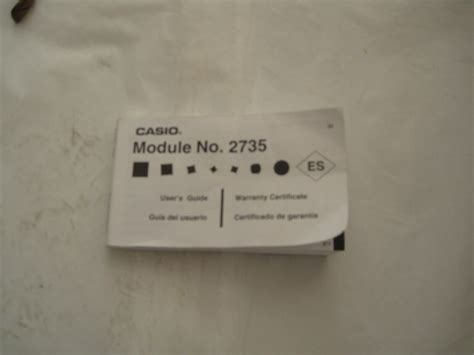 CASIO.
Module No. 2735
ES
User's Guide Warranty Certificate
Guía del usuario Certificado de garantía